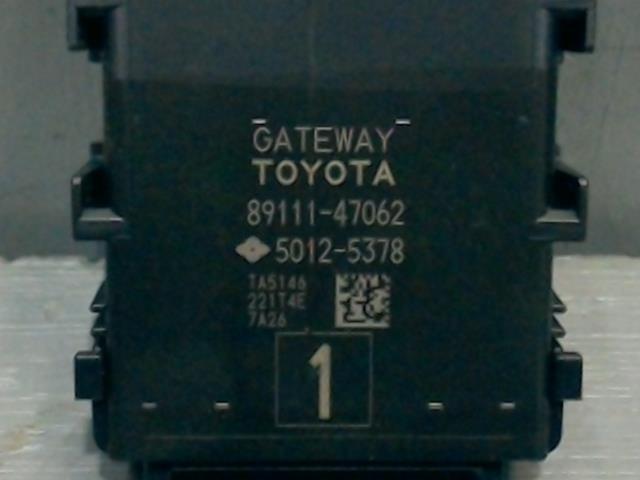 GATEWAY
TOYOTA
89111-47062
5012-5378
TA5146
221T4E
7A26
1